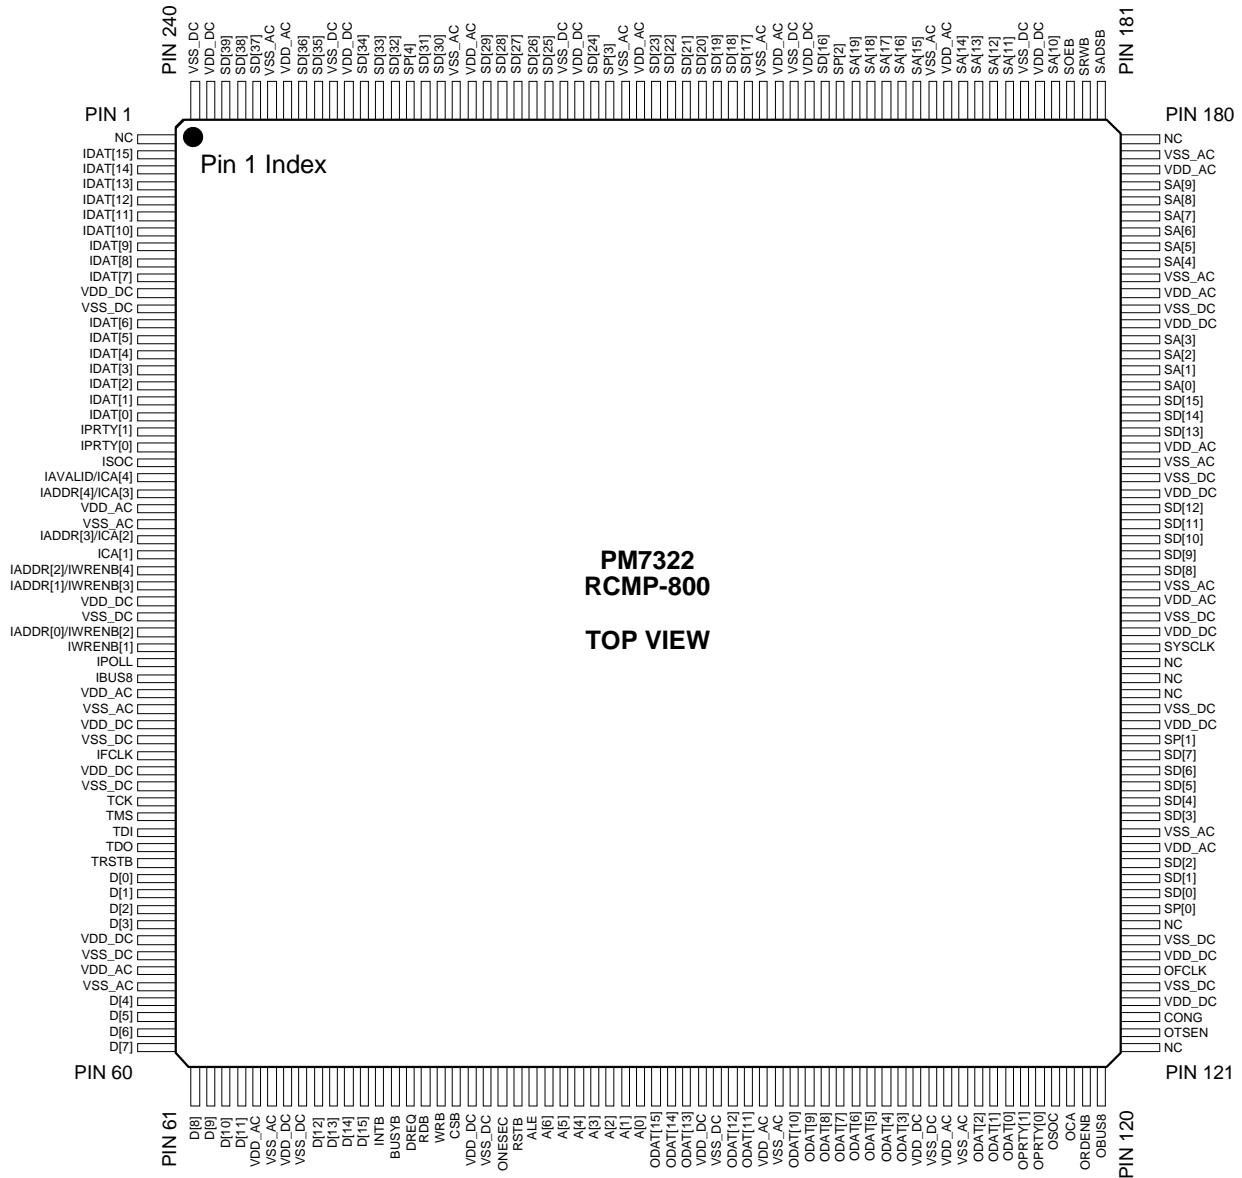 PIN 240
VSS_DC
VDD_DC
SD[39]
SD[38]
SD[37]
VSS_AC
VDD_AC
SD[36]
SD[35]
VSS_DC
VDD_DC
SD[34]
SD[33]
SD[32]
SP[4]
SD[31]
SD[30]
VSS_AC
VDD_AC
SD[29]
SD[28]
SD[27]
SD[26]
SD[25]
VSS_DC
VDD_DC
SD[24]
SP[3]
VSS_AC
VDD_AC
SD[23]
SD[22]
SD[21]
SD[20]
SD[19]
SD[18]
SD[17]
VSS_AC
VDD_AC
VSS_DC
VDD_DC
SD[16]
SP[2]
SA[19]
SA[18]
SA[17]
SA[16]
SA[15]
VSS_AC
VDD_AC
SA[14]
SA[13]
SA[12]
SA[11]
VSS_DC
VDD_DC
SA[10]
SOEB
SRWB
SADSB
PIN 181
PIN 1
NC
IDAT[15]
IDAT[14]
IDAT[13]
IDAT[12]
IDAT[11]
IDAT[10]
IDAT[9]
IDAT[8]
IDAT[7]
VDD_DC
VSS_DC
IDAT[6]
IDAT[5]
IDAT[4]
IDAT[3]
IDAT[2]
IDAT[1]
IDAT[0]
IPRTY[1]
IPRTY[0]
ISOC
IAVALID/ICA[4]
IADDR[4]/ICA[3]
VDD_AC
VSS_AC
IADDR[3]/ICA[2]
ICA[1]
IADDR[2]/IWRENB[4]
IADDR[1]/IWRENB[3]
VDD_DC
VSS_DC
IADDR[0]/IWRENB[2]
IWRENB[1]
IPOLL
IBUS8
VDD_AC
VSS_AC
VDD_DC
VSS_DC
IFCLK
VDD_DC
VSS_DC
TCK
TMS
TDI
TDO
TRSTB
D[0]
D[1]
D[2]
D[3]
VDD_DC
VSS_DC
VDD_AC
VSS_AC
D[4]
D[5]
D[6]
D[7]
PIN 60
Pin 1 Index
PM7322
RCMP-800
TOP VIEW
PIN 180
NC
VSS_AC
VDD_AC
SA[9]
SA[8]
SA[7]
SA[6]
SA[5]
SA[4]
VSS_AC
VDD_AC
VSS_DC
VDD_DC
SA[3]
SA[2]
SA[1]
SA[0]
SD[15]
SD[14]
SD[13]
VDD_AC
VSS_AC
VSS_DC
VDD_DC
SD[12]
SD[11]
SD[10]
SD[9]
SD[8]
VSS_AC
VDD_AC
VSS_DC
VDD_DC
SYSCLK
NC
NC
NC
VSS_DC
VDD_DC
SP[1]
SD[7]
SD[6]
SD[5]
SD[4]
SD[3]
VSS_AC
VDD_AC
SD[2]
SD[1]
SD[0]
SP[0]
NC
VSS_DC
VDD_DC
OFCLK
VSS_DC
VDD_DC
CONG
OTSEN
NC
PIN 121
PIN 61
D[8]
D[9]
D[10]
D[11]
VDD_AC
VSS_AC
VDD_DC
VSS_DC
D[12]
D[13]
D[14]
D[15]
INTB
BUSYB
DREQ
RDB
WRB
CSB
VDD_DC
VSS_DC
ONESEC
RSTB
ALE
A[6]
A[5]
A[4]
A[3]
A[2]
A[1]
A[0]
ODAT[15]
ODAT[14]
ODAT[13]
VDD_DC
VSS_DC
ODAT[12]
ODAT[11]
VDD_AC
VSS_AC
ODAT[10]
ODAT[9]
ODAT[8]
ODAT[7]
ODAT[6]
ODAT[5]
ODAT[4]
ODAT[3]
VDD_DC
VSS_DC
VDD_AC
VSS_AC
ODAT[2]
ODAT[1]
ODAT[0]
OPRTY[1]
OPRTY[0]
OSOC
OCA
ORDENB
OBUS8
PIN 120